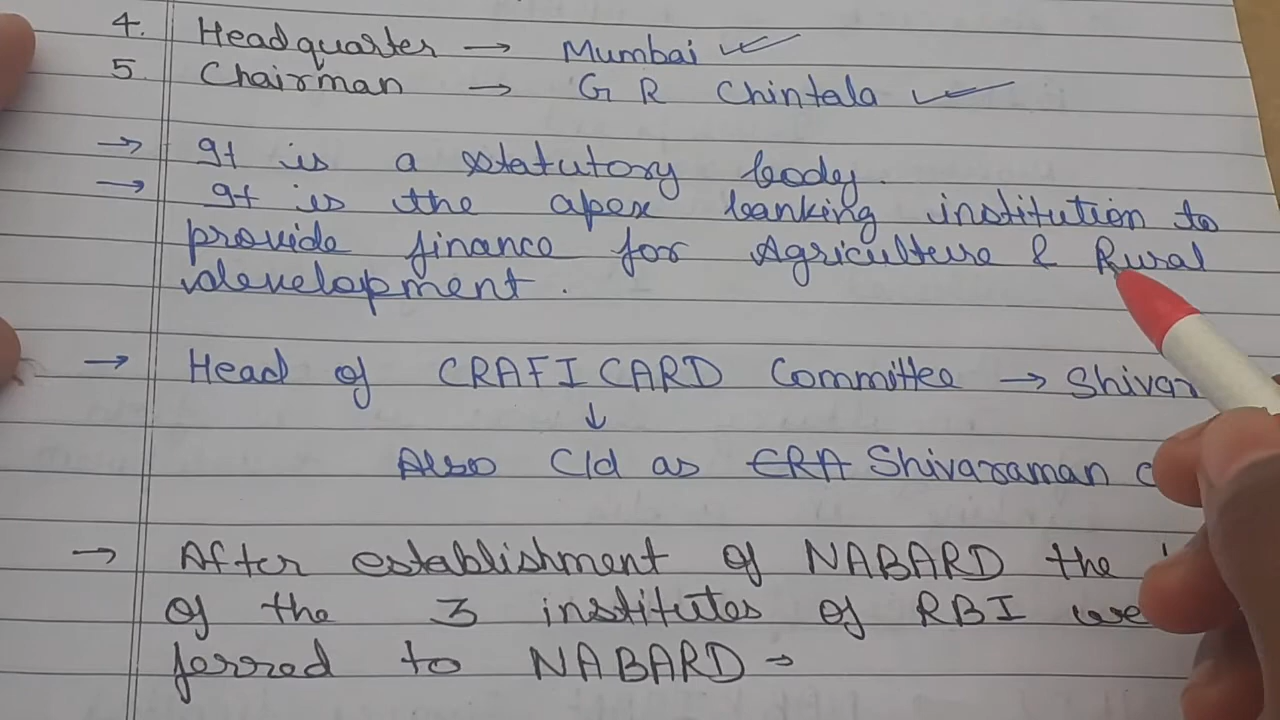 4. Headquarter → Mumbai ✓
5. Chairman → G R Chintala ✓
→ It is a statutory body.
→ It is the apex banking institution to
provide finance for Agriculture & Rural
development.
→ Head of CRAFICARD Committee → Shivar
↓
Also C/d as CRA Shivaraman c
→ After establishment of NABARD the
of the 3 institutes of RBI we
ferred to NABARD →